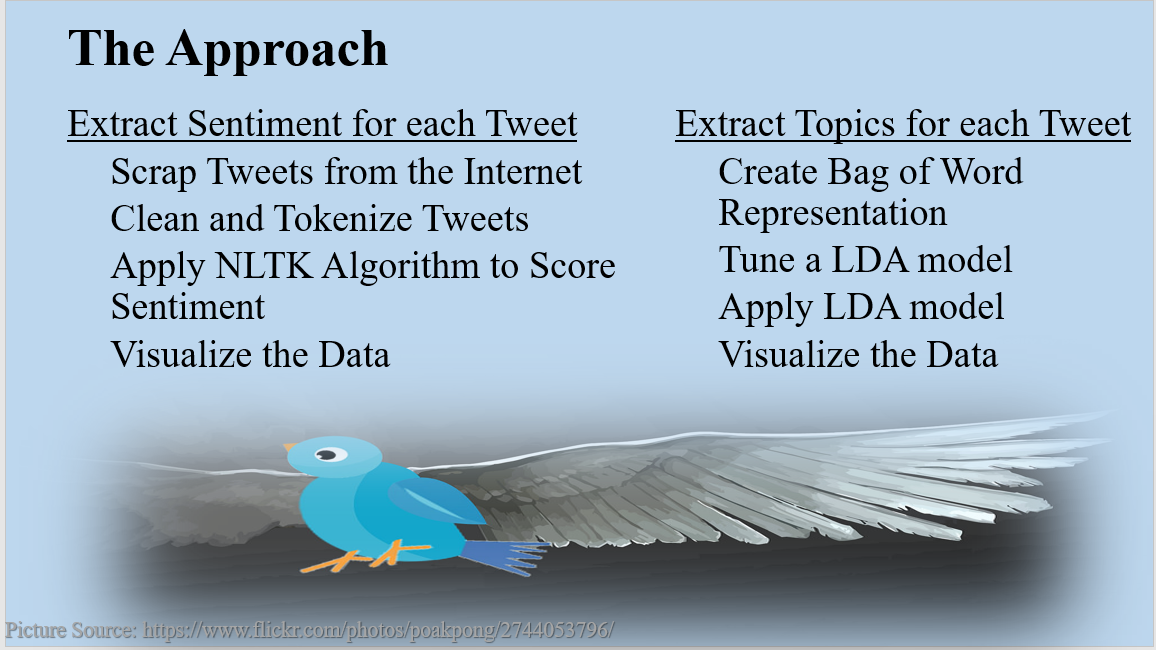 The Approach
Extract Sentiment for each Tweet
Scrap Tweets from the Internet
Clean and Tokenize Tweets
Apply NLTK Algorithm to Score
Sentiment
Visualize the Data
Extract Topics for each Tweet
Create Bag of Word
Representation
Tune a LDA model
Apply LDA model
Visualize the Data
Picture Source: https://www.flickr.com/photos/poakpong/2744053796/